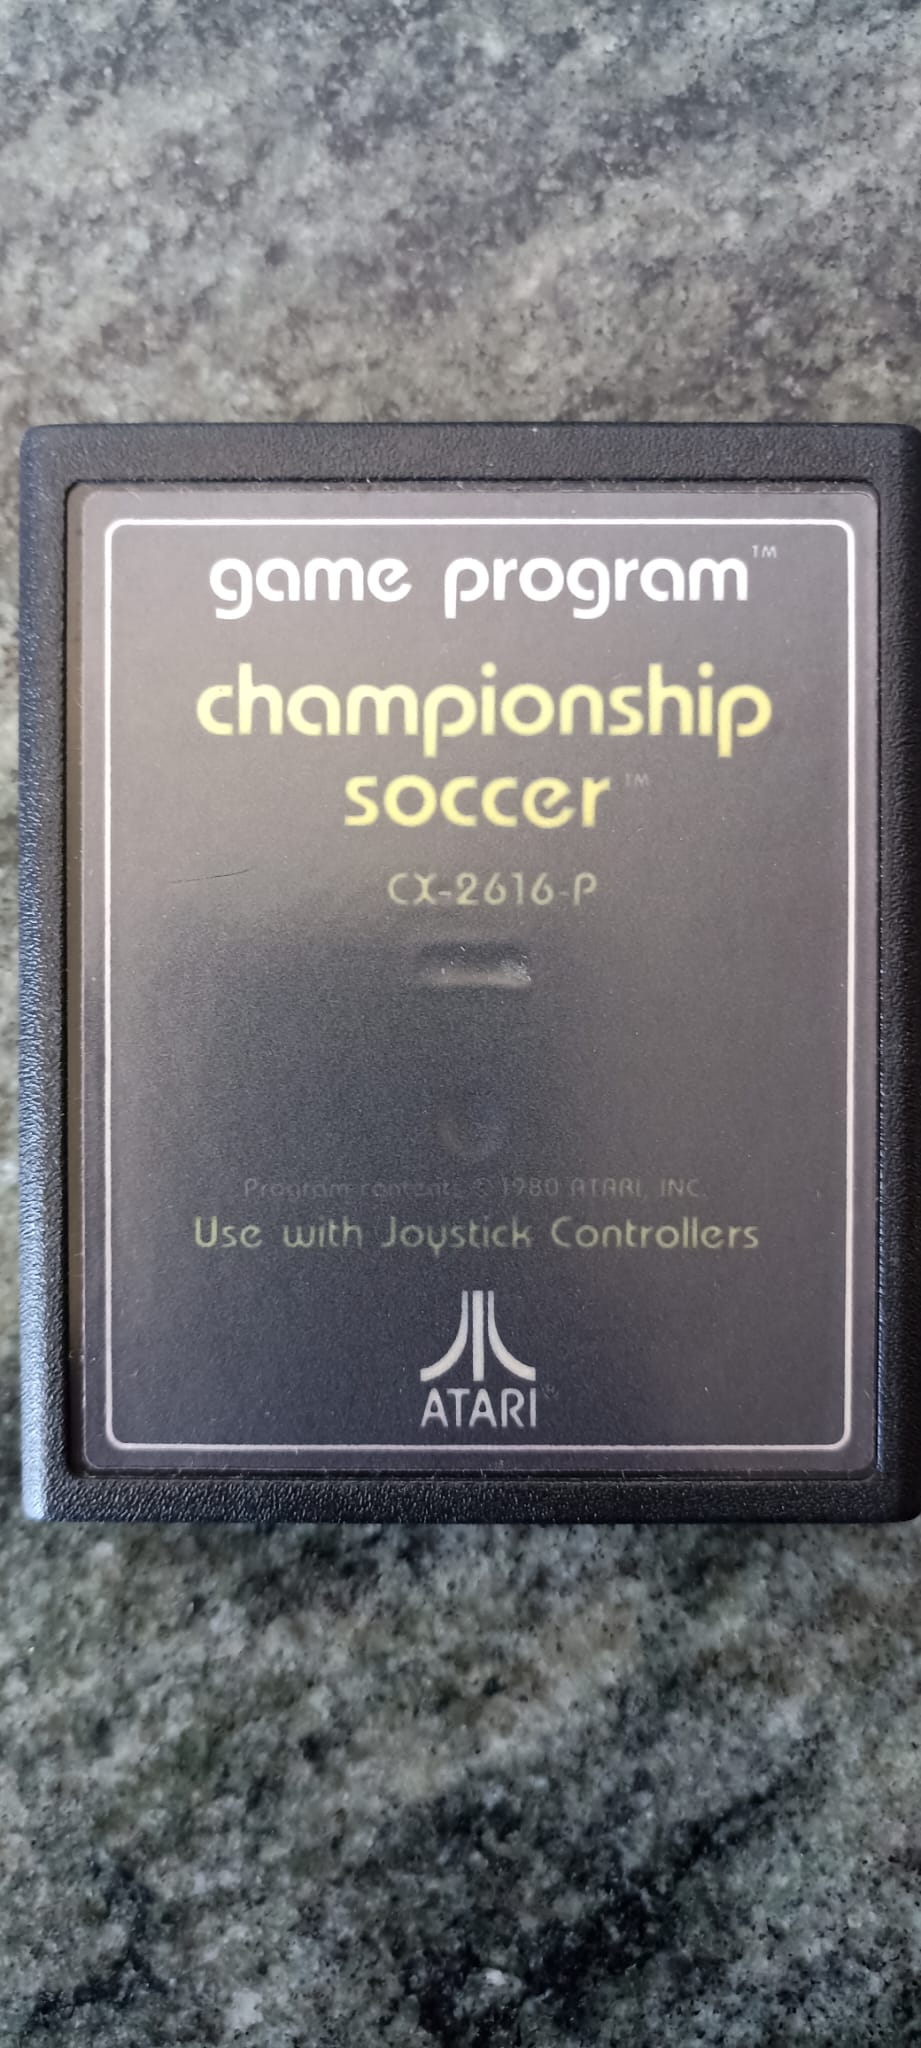 game program™
championship
soccer™
CX-2616-P
Program contents © 1980 ATARI, INC.
Use with Joystick Controllers
ATARI®